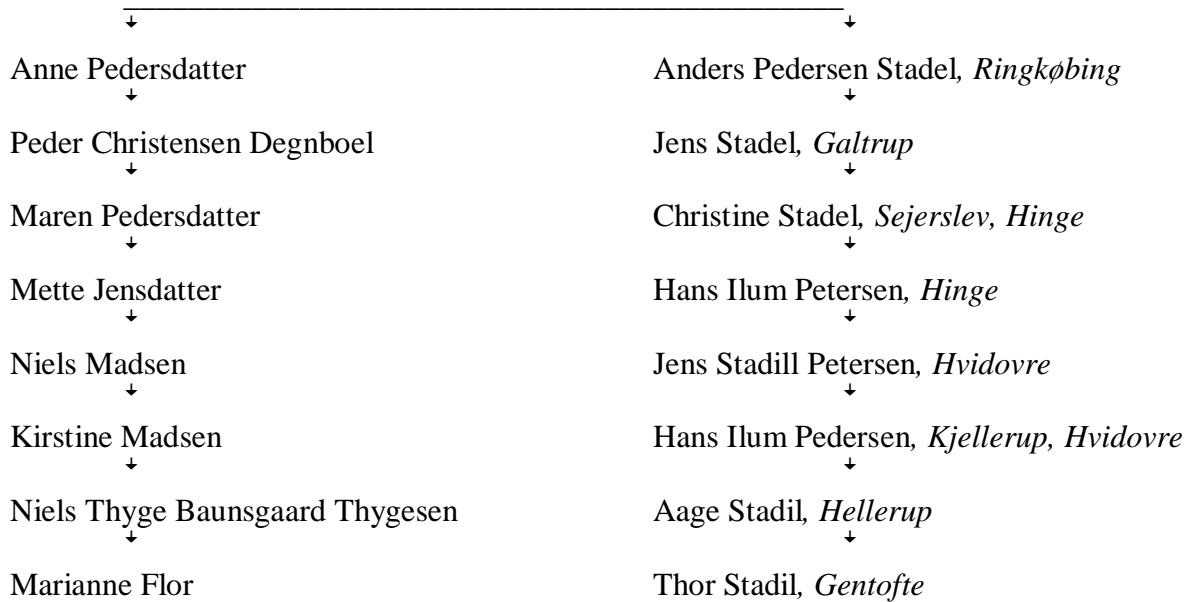 Anne Pedersdatter Anders Pedersen Stadel, Ringkøbing
Peder Christensen Degnboel Jens Stadel, Galtrup
Maren Pedersdatter Christine Stadel, Sejerslev, Hinge
Mette Jensdatter Hans Ilum Petersen, Hinge
Niels Madsen Jens Stadill Petersen, Hvidovre
Kirstine Madsen Hans Ilum Pedersen, Kjellerup, Hvidovre
Niels Thyge Baunsgaard Thygesen Aage Stadil, Hellerup
Marianne Flor Thor Stadil, Gentofte